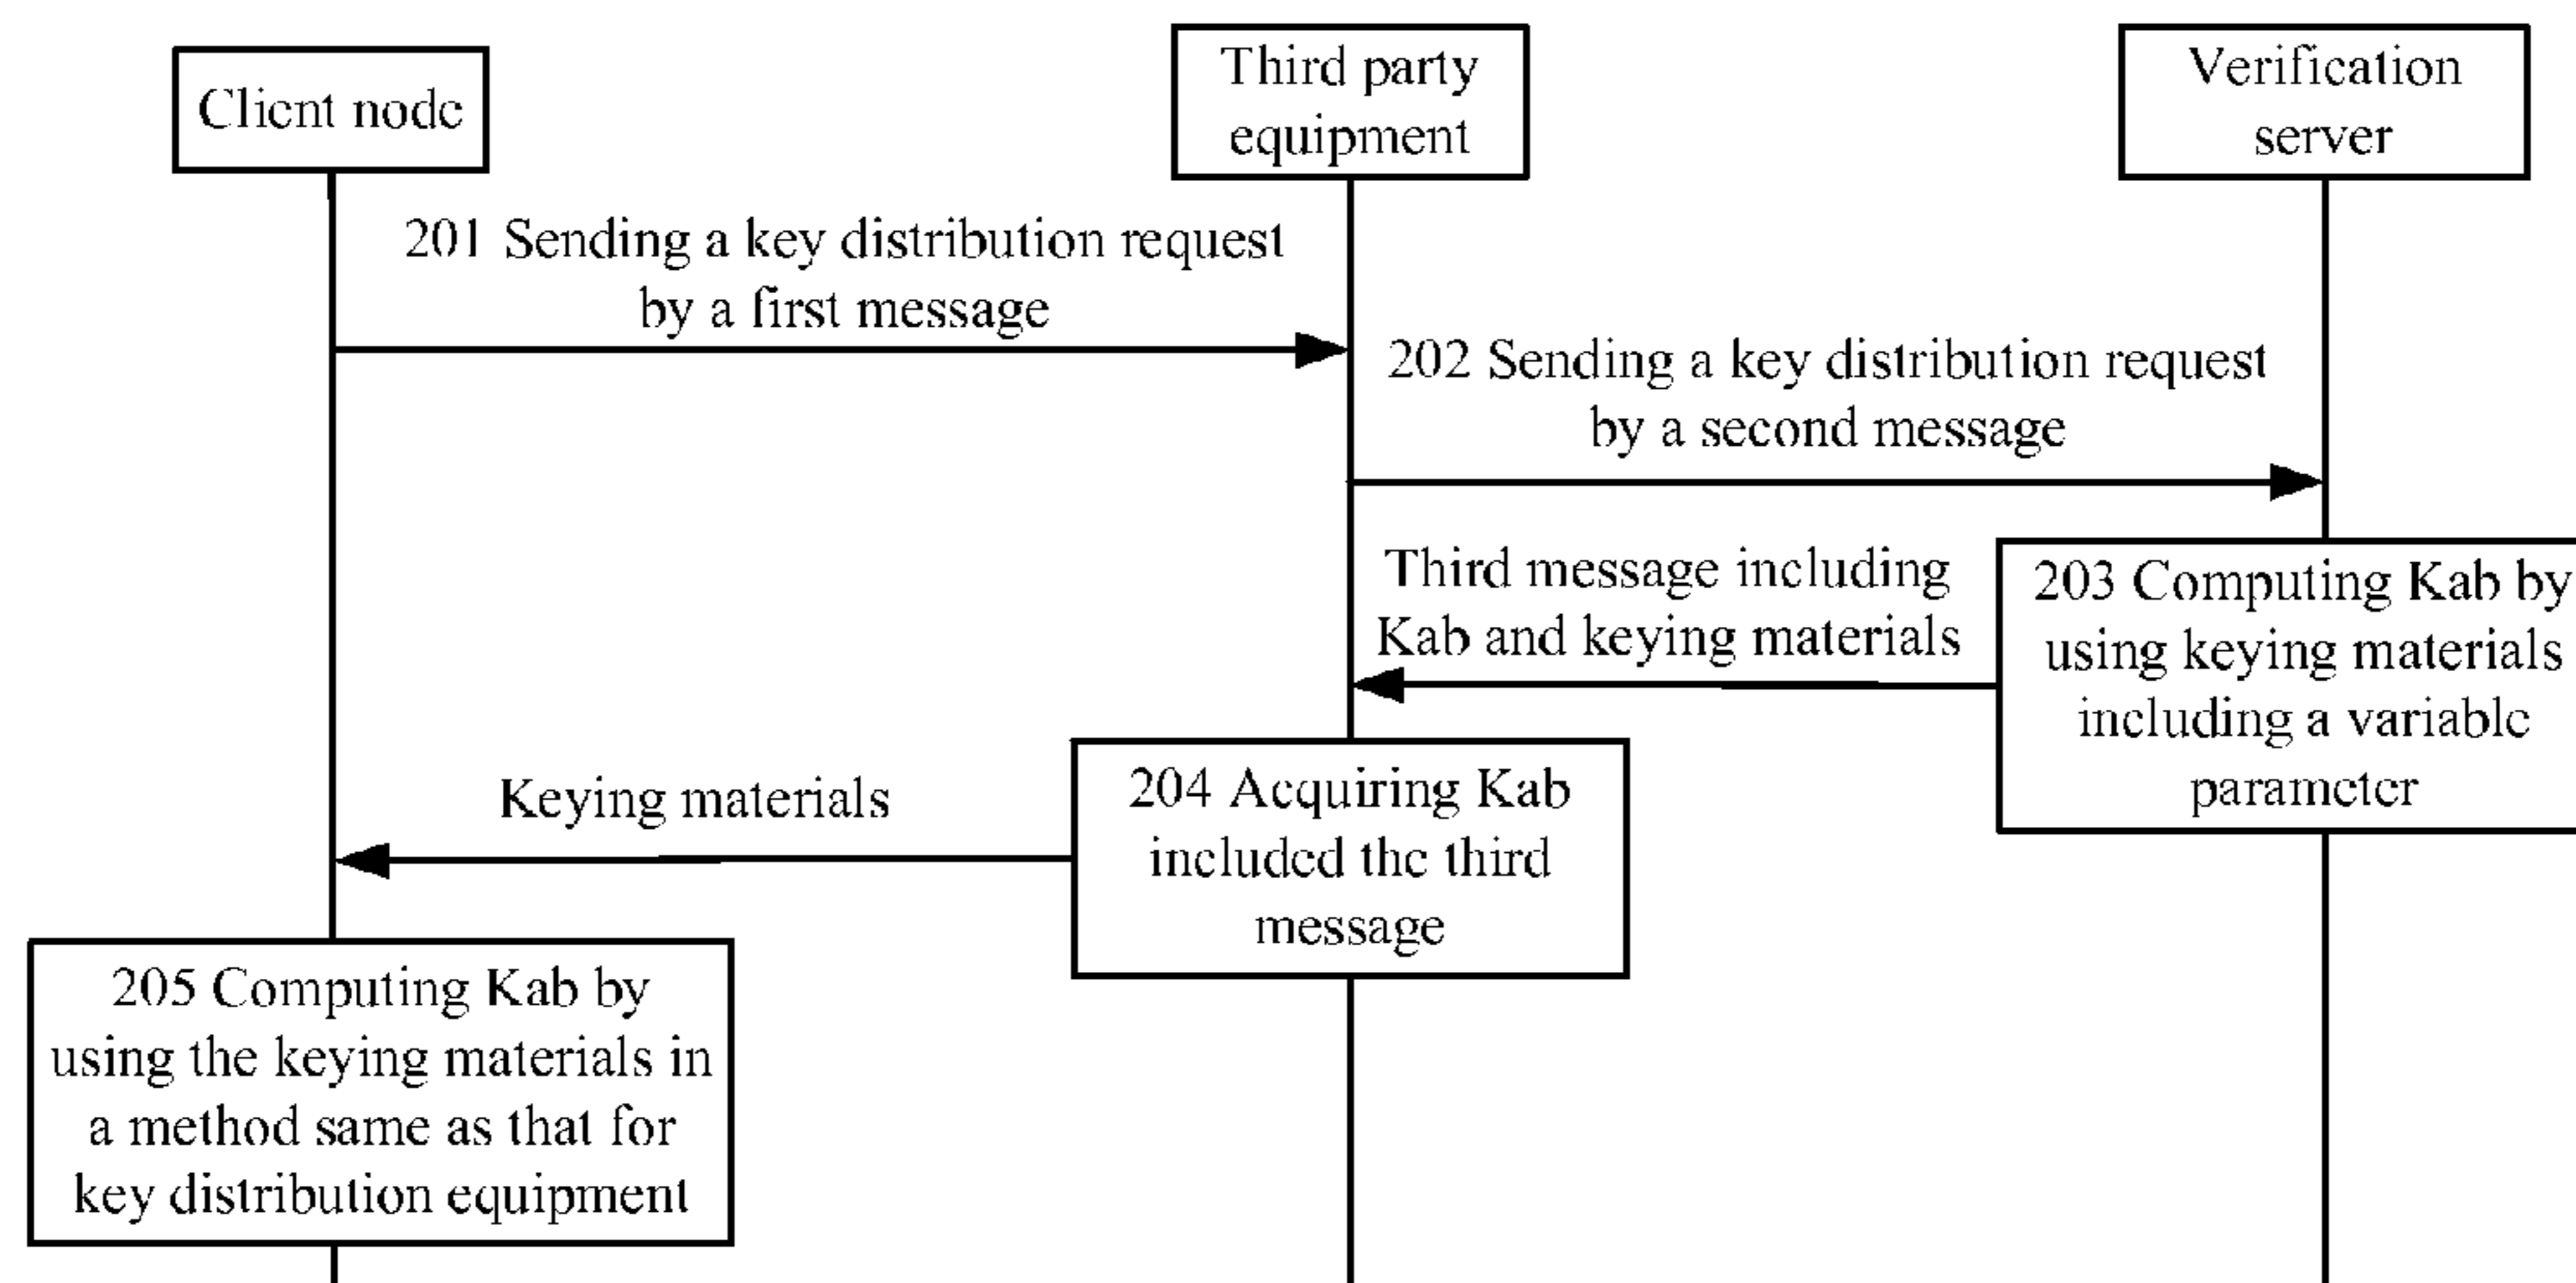 Client node
Third party
equipment
Verification
server
201 Sending a key distribution request
by a first message
202 Sending a key distribution request
by a second message
Third message including
Kab and keying materials
203 Computing Kab by
using keying materials
including a variable
parameter
Keying materials
204 Acquiring Kab
included the third
message
205 Computing Kab by
using the keying materials in
a method same as that for
key distribution equipment